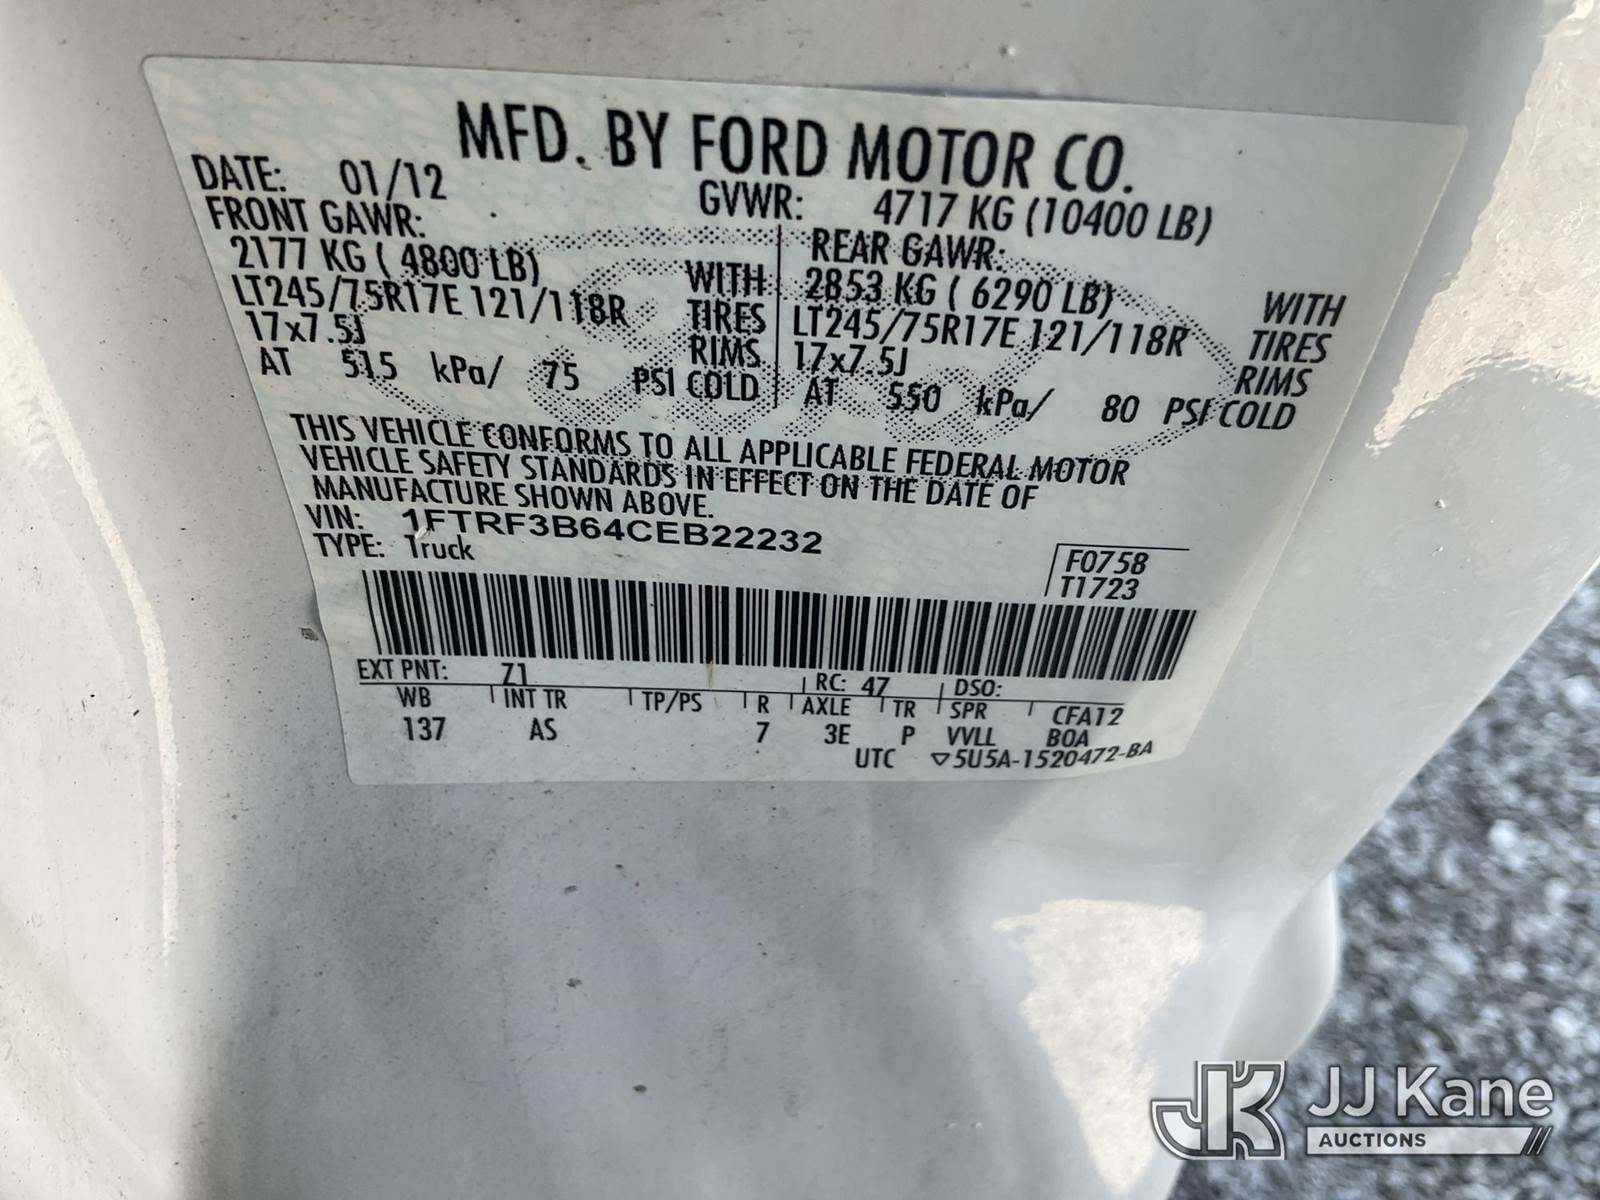 MFD. BY FORD MOTOR CO.
DATE: 01/12 GVWR: 4717 KG (10400 LB)
FRONT GAWR: REAR GAWR:
2177 KG ( 4800 LB) WITH 2853 KG ( 6290 LB) WITH
LT245/75R17E 121/118R TIRES LT245/75R17E 121/118R TIRES
17x7.5J RIMS 17x7.5J RIMS
AT 515 kPa/ 75 PSI COLD AT 550 kPa/ 80 PSI COLD
THIS VEHICLE CONFORMS TO ALL APPLICABLE FEDERAL MOTOR
VEHICLE SAFETY STANDARDS IN EFFECT ON THE DATE OF
MANUFACTURE SHOWN ABOVE.
VIN: 1FTRF3B64CEB22232
TYPE: Truck
F0758
T1723
EXT PNT: Z1 RC: 47 DSO:
WB INT TR TP/PS R AXLE TR SPR CFA12
137 AS 7 3E P VVLL BOA
UTC ▽5U5A-1520472-BA
JK JJ Kane
AUCTIONS